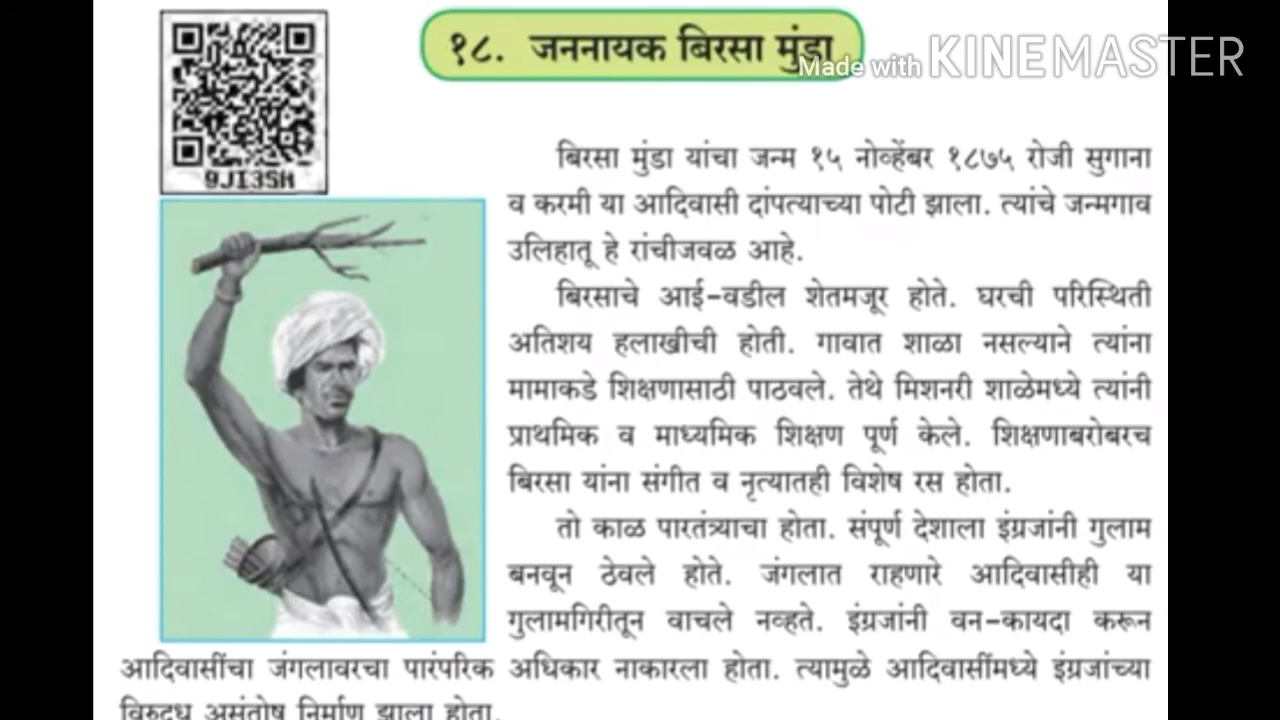 १८. जननायक बिरसा मुंडा
Made with KINEMASTER
9JI3SH
बिरसा मुंडा यांचा जन्म १५ नोव्हेंबर १८७५ रोजी सुगाना
व करमी या आदिवासी दांपत्याच्या पोटी झाला. त्यांचे जन्मगाव
उलिहातू हे रांचीजवळ आहे.
बिरसाचे आई-वडील शेतमजूर होते. घरची परिस्थिती
अतिशय हलाखीची होती. गावात शाळा नसल्याने त्यांना
मामाकडे शिक्षणासाठी पाठवले. तेथे मिशनरी शाळेमध्ये त्यांनी
प्राथमिक व माध्यमिक शिक्षण पूर्ण केले. शिक्षणाबरोबरच
बिरसा यांना संगीत व नृत्यातही विशेष रस होता.
तो काळ पारतंत्र्याचा होता. संपूर्ण देशाला इंग्रजांनी गुलाम
बनवून ठेवले होते. जंगलात राहणारे आदिवासीही या
गुलामगिरीतून वाचले नव्हते. इंग्रजांनी वन-कायदा करून
आदिवासींचा जंगलावरचा पारंपरिक अधिकार नाकारला होता. त्यामुळे आदिवासींमध्ये इंग्रजांच्या
विरुद्ध असंतोष निर्माण झाला होता.